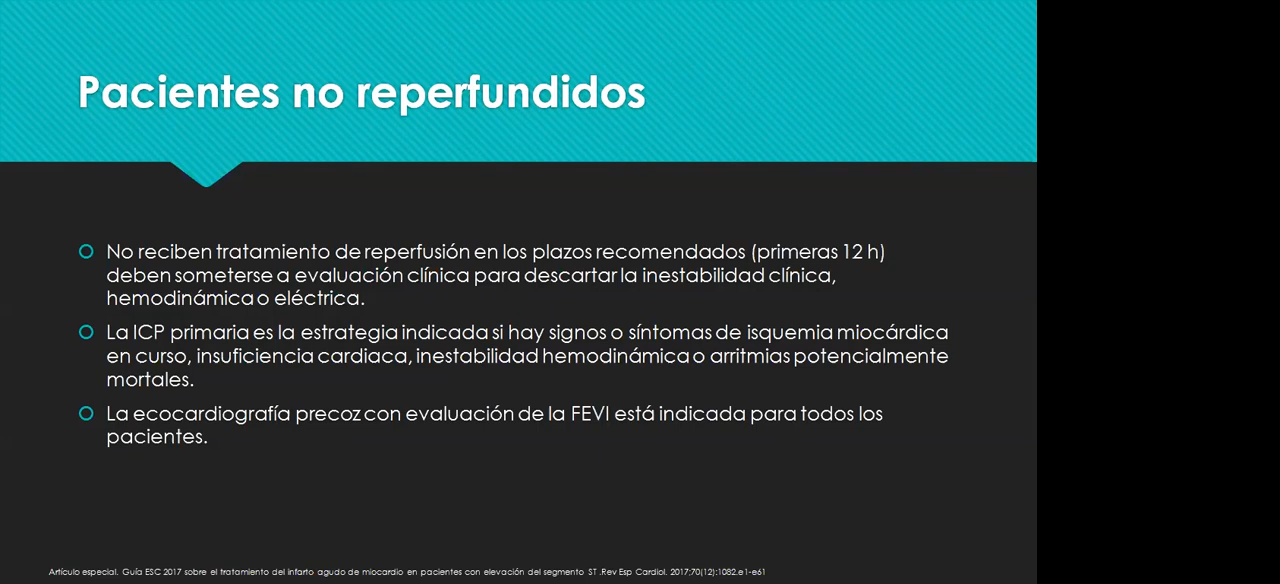 Pacientes no reperfundidos
No reciben tratamiento de reperfusión en los plazos recomendados (primeras 12 h)
deben someterse a evaluación clínica para descartar la inestabilidad clínica,
hemodinámica o eléctrica.
La ICP primaria es la estrategia indicada si hay signos o síntomas de isquemia miocárdica
en curso, insuficiencia cardiaca, inestabilidad hemodinámica o arritmias potencialmente
mortales.
La ecocardiografía precoz con evaluación de la FEVI está indicada para todos los
pacientes.
Artículo especial. Guía ESC 2017 sobre el tratamiento del infarto agudo de miocardio en pacientes con elevación del segmento ST .Rev Esp Cardiol. 2017;70(12):1082.e1-e61